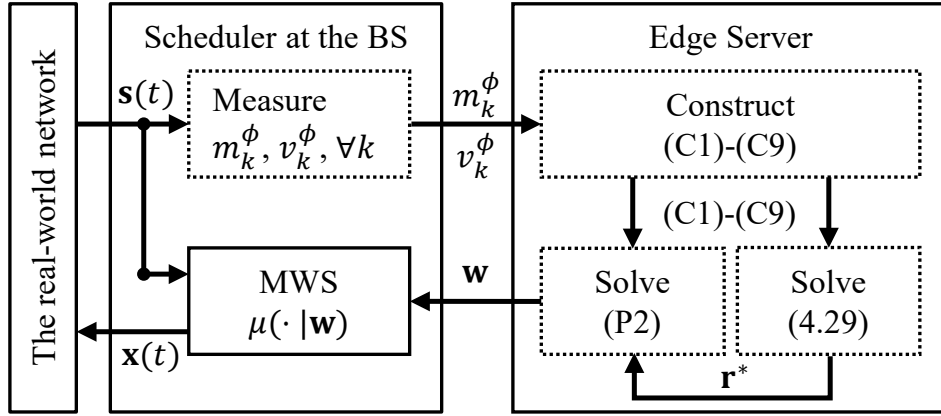 The real-world network
Scheduler at the BS
Edge Server
s(t)
Measure
m_k^ϕ, v_k^ϕ, ∀k
m_k^ϕ
v_k^ϕ
Construct
(C1)-(C9)
(C1)-(C9)
MWS
μ(· |w)
w
Solve
(P2)
Solve
(4.29)
x(t)
r*